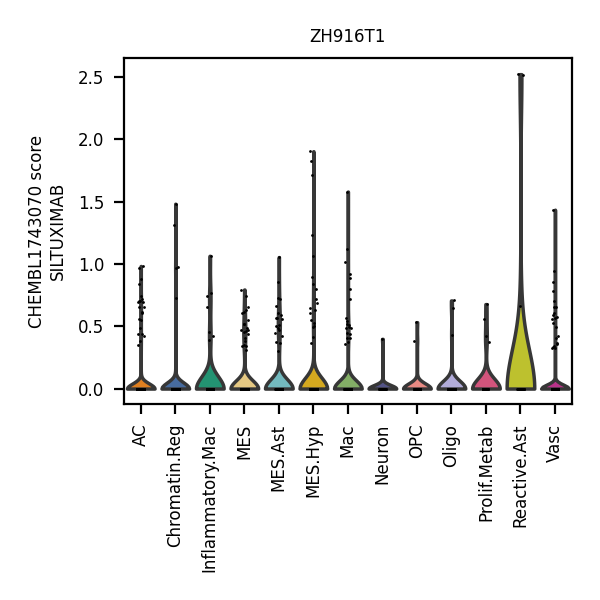 ZH916T1
CHEMBL1743070 score
SILTUXIMAB
2.5
2.0
1.5
1.0
0.5
0.0
AC
Chromatin.Reg
Inflammatory.Mac
MES
MES.Ast
MES.Hyp
Mac
Neuron
OPC
Oligo
Prolif.Metab
Reactive.Ast
Vasc